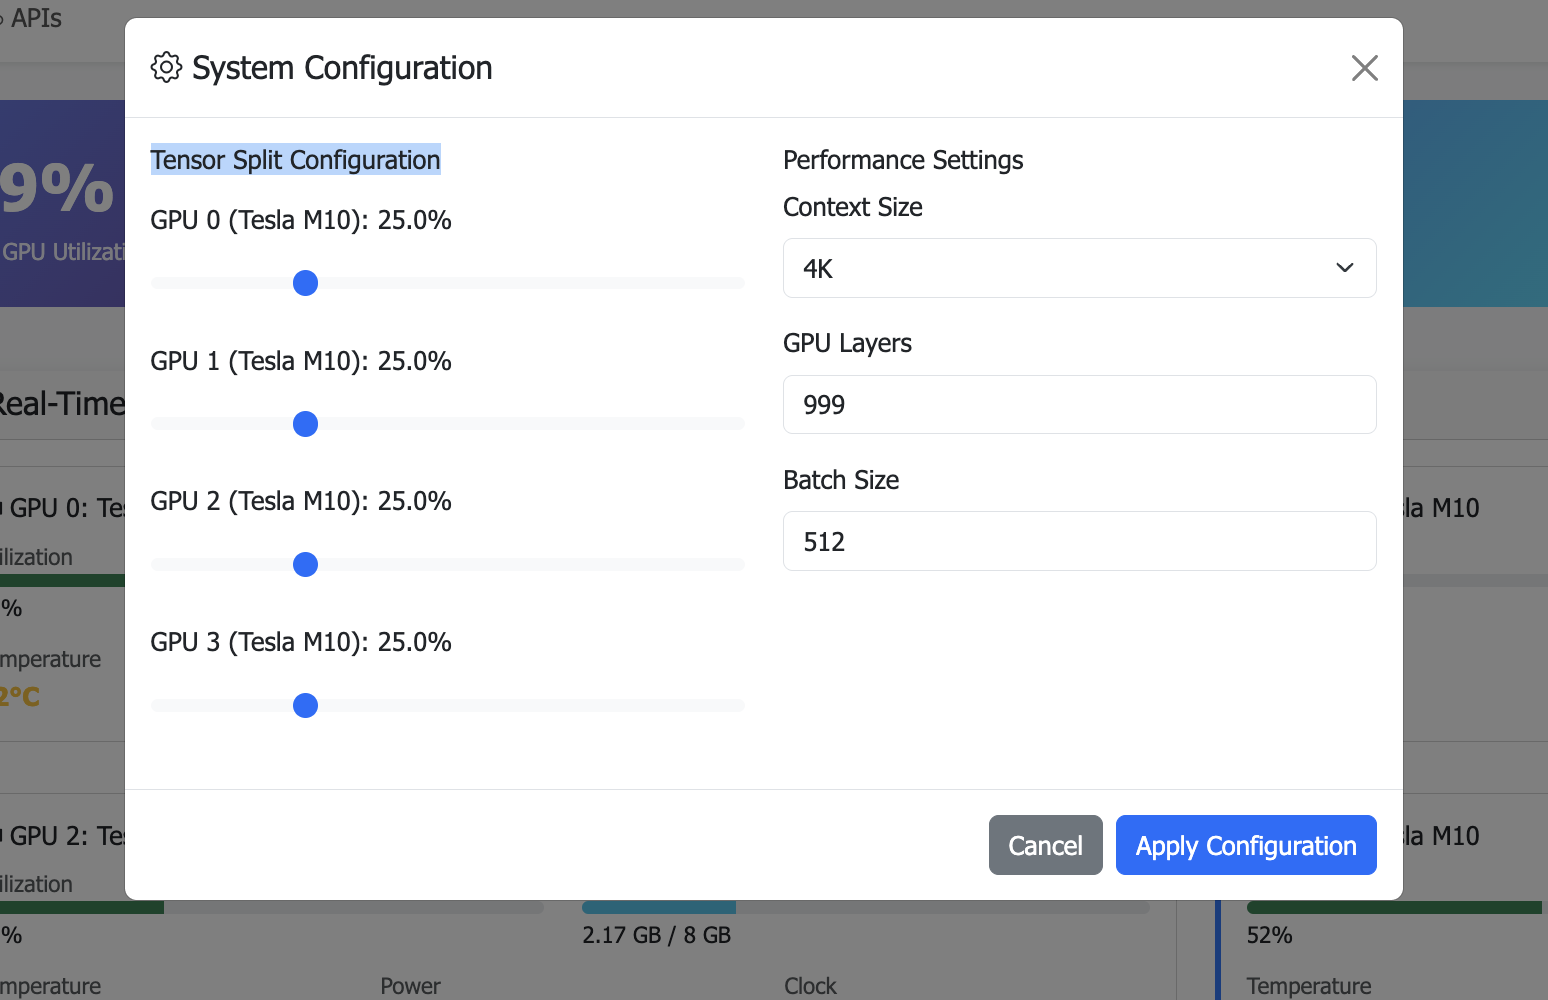 APIs
System Configuration
Tensor Split Configuration
GPU 0 (Tesla M10): 25.0%
GPU 1 (Tesla M10): 25.0%
GPU 2 (Tesla M10): 25.0%
GPU 3 (Tesla M10): 25.0%
Performance Settings
Context Size
4K
GPU Layers
999
Batch Size
512
Cancel
Apply Configuration
9%
GPU Utilizati
Real-Time
GPU 0: Tes
ilization
%
mperature
2°C
la M10
GPU 2: Tes
la M10
ilization
%
2.17 GB / 8 GB
52%
mperature
Power
Clock
Temperature